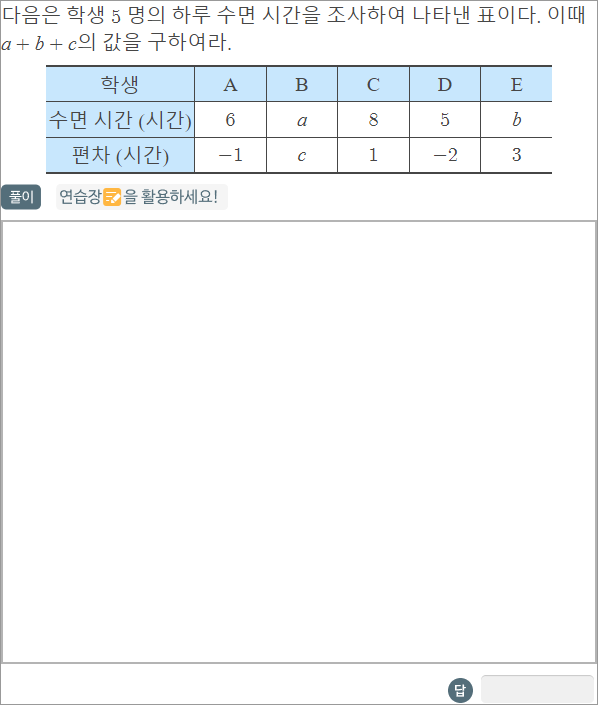 다음은 학생 5 명의 하루 수면 시간을 조사하여 나타낸 표이다. 이때
a + b + c의 값을 구하여라.
학생 A B C D E
수면 시간 (시간) 6 a 8 5 b
편차 (시간) −1 c 1 −2 3
풀이 연습장을 활용하세요!
답